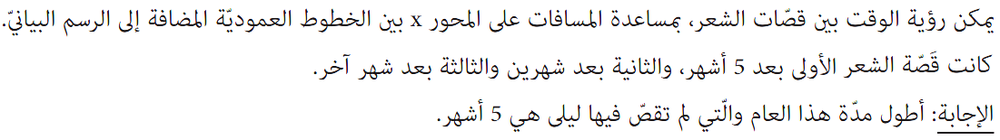 يمكن رؤية الوقت بين قصّات الشعر، بمساعدة المسافات على المحور x بين الخطوط العموديّة المضافة إلى الرسم البيانيّ.
كانت قَصّة الشعر الأولى بعد 5 أشهر، والثانية بعد شهرين والثالثة بعد شهر آخر.
الإجابة: أطول مدّة هذا العام والّتي لم تقصّ فيها ليلى هي 5 أشهر.